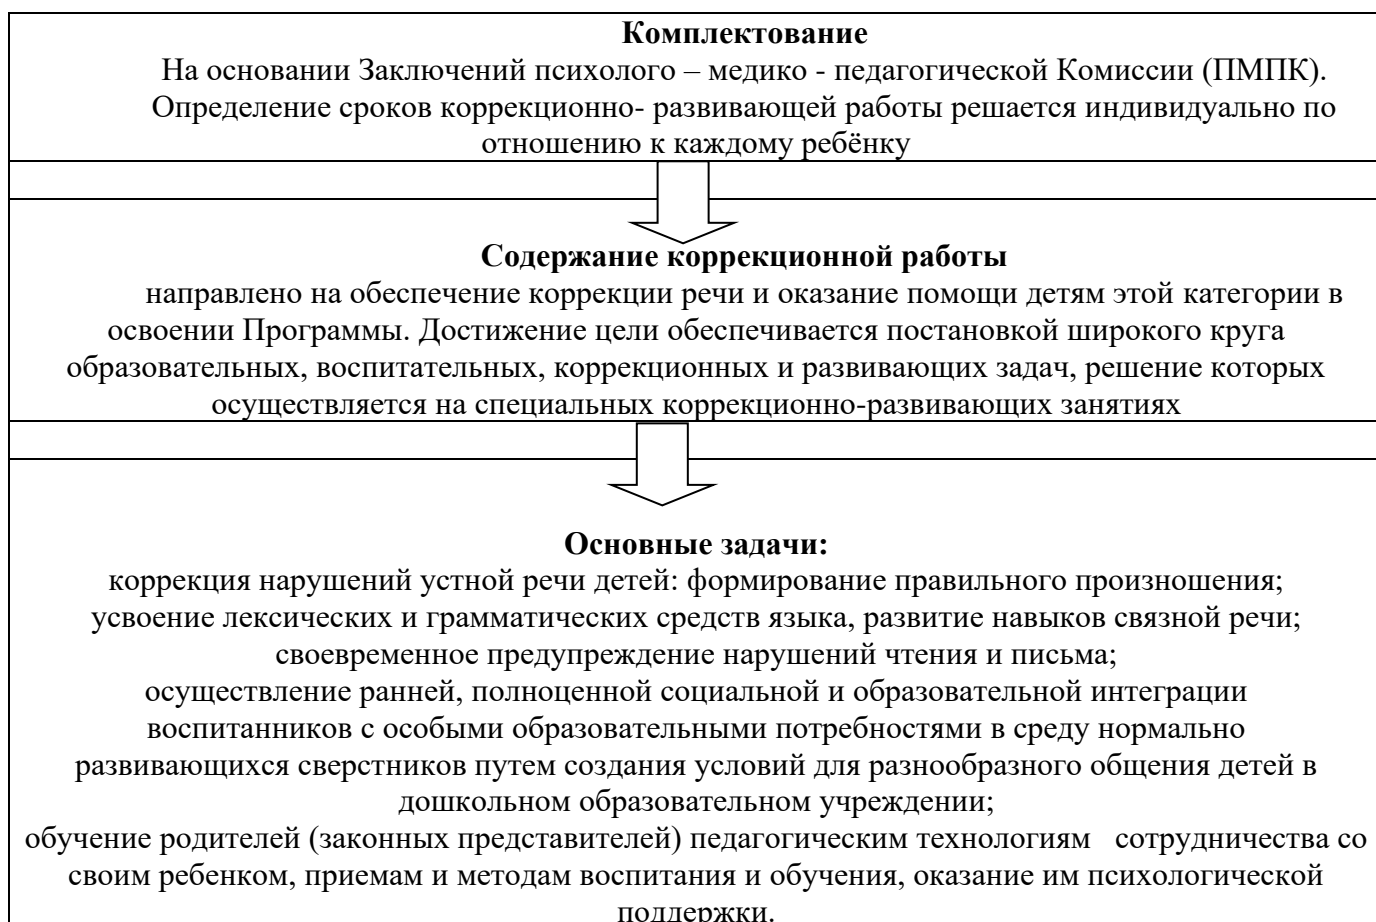 Комплектование
На основании Заключений психолого – медико - педагогической Комиссии (ПМПК).
Определение сроков коррекционно- развивающей работы решается индивидуально по
отношению к каждому ребёнку
Содержание коррекционной работы
направлено на обеспечение коррекции речи и оказание помощи детям этой категории в
освоении Программы. Достижение цели обеспечивается постановкой широкого круга
образовательных, воспитательных, коррекционных и развивающих задач, решение которых
осуществляется на специальных коррекционно-развивающих занятиях
Основные задачи:
коррекция нарушений устной речи детей: формирование правильного произношения;
усвоение лексических и грамматических средств языка, развитие навыков связной речи;
своевременное предупреждение нарушений чтения и письма;
осуществление ранней, полноценной социальной и образовательной интеграции
воспитанников с особыми образовательными потребностями в среду нормально
развивающихся сверстников путем создания условий для разнообразного общения детей в
дошкольном образовательном учреждении;
обучение родителей (законных представителей) педагогическим технологиям сотрудничества со
своим ребенком, приемам и методам воспитания и обучения, оказание им психологической
поддержки.